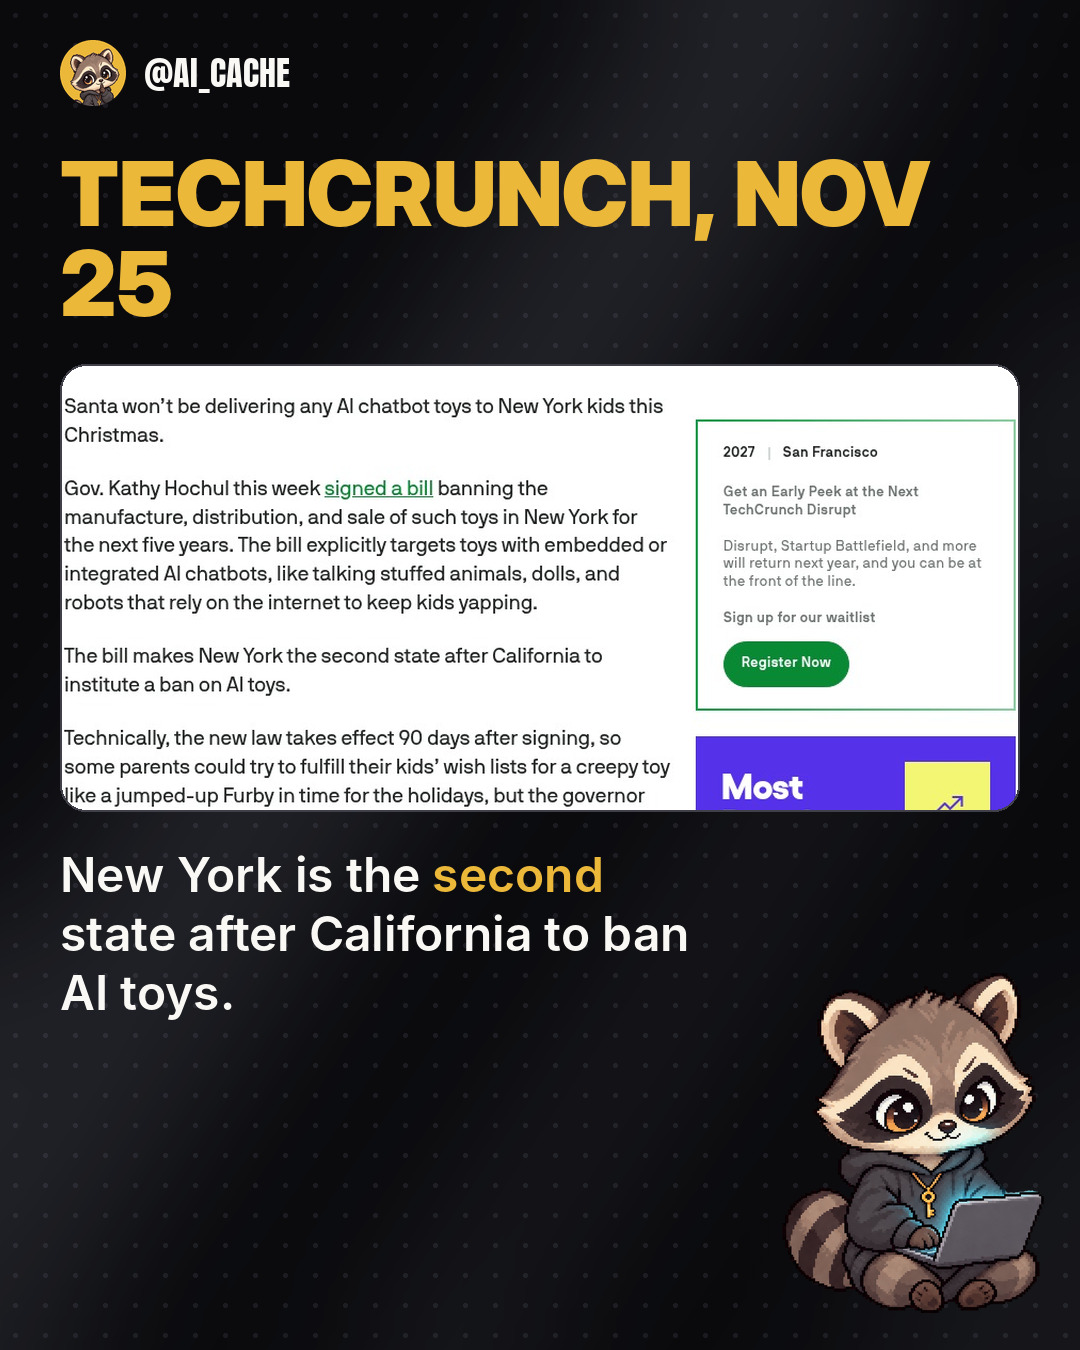 @AI_CACHE
TECHCRUNCH, NOV
25
Santa won’t be delivering any AI chatbot toys to New York kids this
Christmas.
Gov. Kathy Hochul this week signed a bill banning the
manufacture, distribution, and sale of such toys in New York for
the next five years. The bill explicitly targets toys with embedded or
integrated AI chatbots, like talking stuffed animals, dolls, and
robots that rely on the internet to keep kids yapping.
The bill makes New York the second state after California to
institute a ban on AI toys.
Technically, the new law takes effect 90 days after signing, so
some parents could try to fulfill their kids’ wish lists for a creepy toy
like a jumped-up Furby in time for the holidays, but the governor
2027 | San Francisco
Get an Early Peek at the Next
TechCrunch Disrupt
Disrupt, Startup Battlefield, and more
will return next year, and you can be at
the front of the line.
Sign up for our waitlist
Register Now
Most
New York is the second
state after California to ban
AI toys.